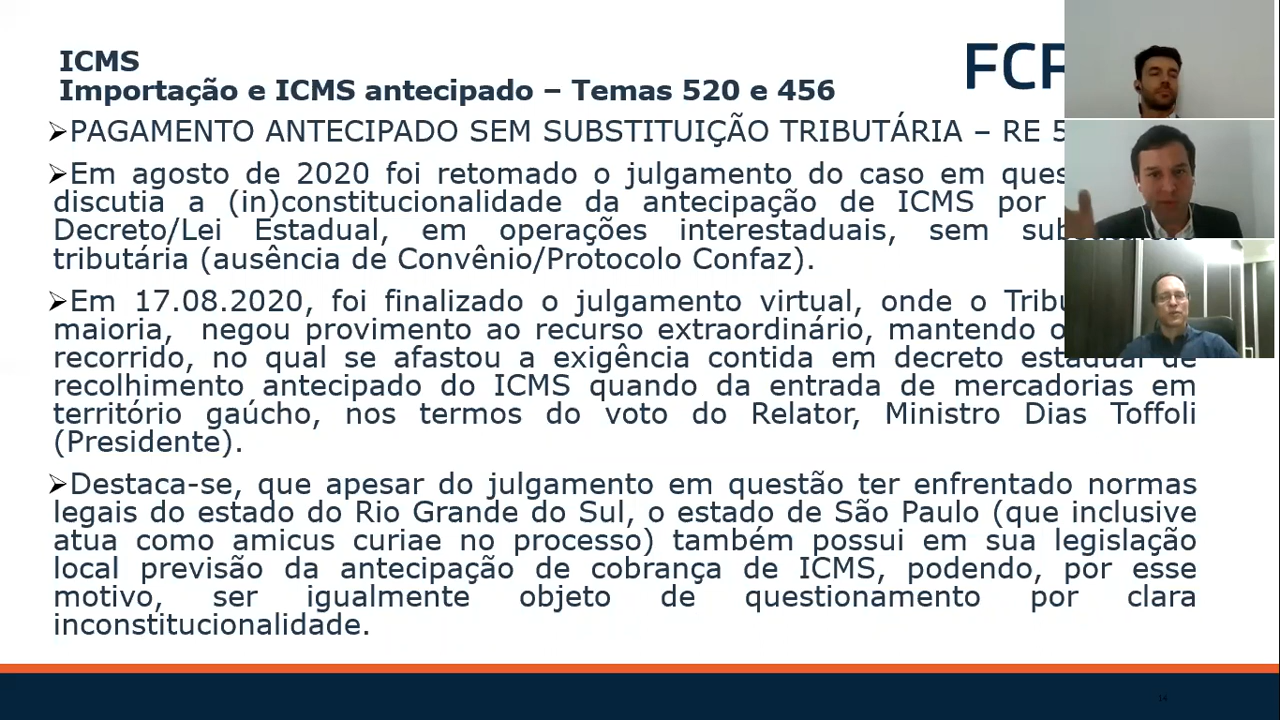 ICMS
Importação e ICMS antecipado – Temas 520 e 456
FCR
➢PAGAMENTO ANTECIPADO SEM SUBSTITUIÇÃO TRIBUTÁRIA – RE 5
➢Em agosto de 2020 foi retomado o julgamento do caso em
discutia a (in)constitucionalidade da antecipação de ICMS por
Decreto/Lei Estadual, em operações interestaduais, sem
tributária (ausência de Convênio/Protocolo Confaz).
➢Em 17.08.2020, foi finalizado o julgamento virtual, onde o
maioria, negou provimento ao recurso extraordinário, mantendo
recorrido, no qual se afastou a exigência contida em decreto estadual de
recolhimento antecipado do ICMS quando da entrada de mercadorias em
território gaúcho, nos termos do voto do Relator, Ministro Dias Toffoli
(Presidente).
➢Destaca-se, que apesar do julgamento em questão ter enfrentado normas
legais do estado do Rio Grande do Sul, o estado de São Paulo (que inclusive
atua como amicus curiae no processo) também possui em sua legislação
local previsão da antecipação de cobrança de ICMS, podendo, por esse
motivo, ser igualmente objeto de questionamento por clara
inconstitucionalidade.
14